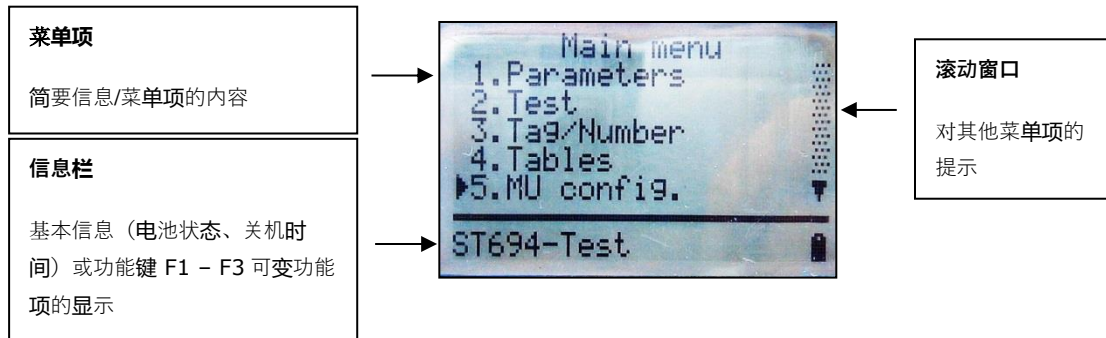 菜单项
简要信息/菜单项的内容
信息栏
基本信息（电池状态、关机时
间）或功能键 F1 – F3 可变功能
项的显示
Main menu
1.Parameters
2.Test
3.Tag/Number
4.Tables
5.MU config.
ST694-Test
滚动窗口
对其他菜单项的
提示